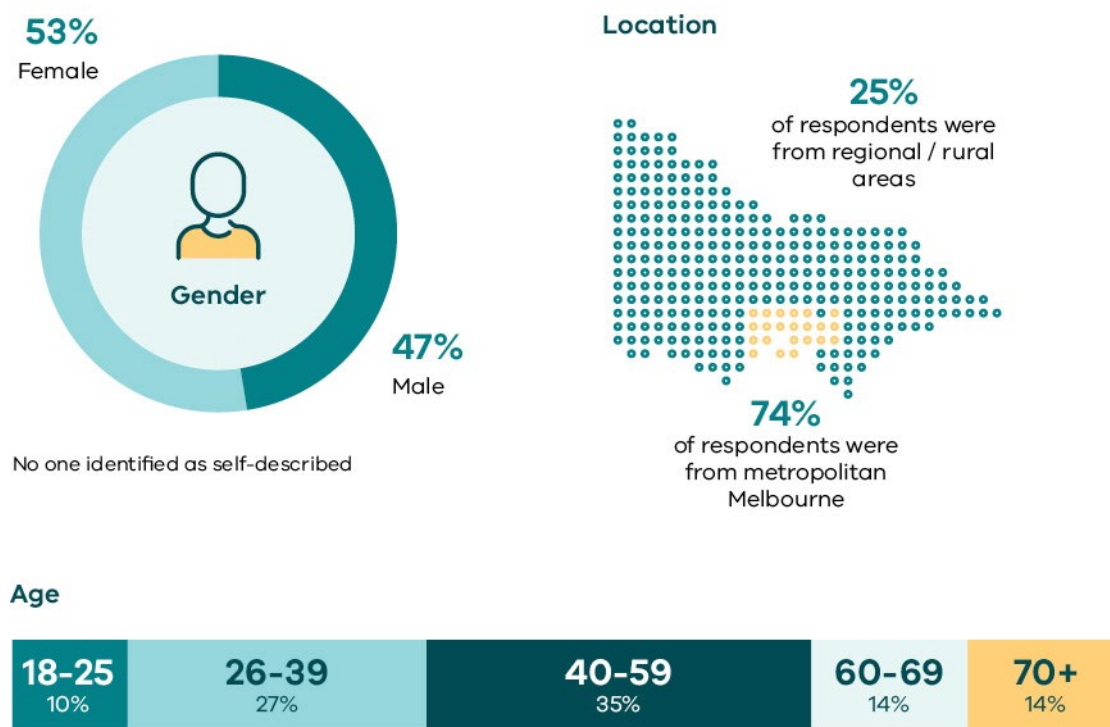 53%
Female
Gender
47%
Male
No one identified as self-described
Location
25%
of respondents were
from regional / rural
areas
74%
of respondents were
from metropolitan
Melbourne
Age
18-25
10%
26-39
27%
40-59
35%
60-69
14%
70+
14%